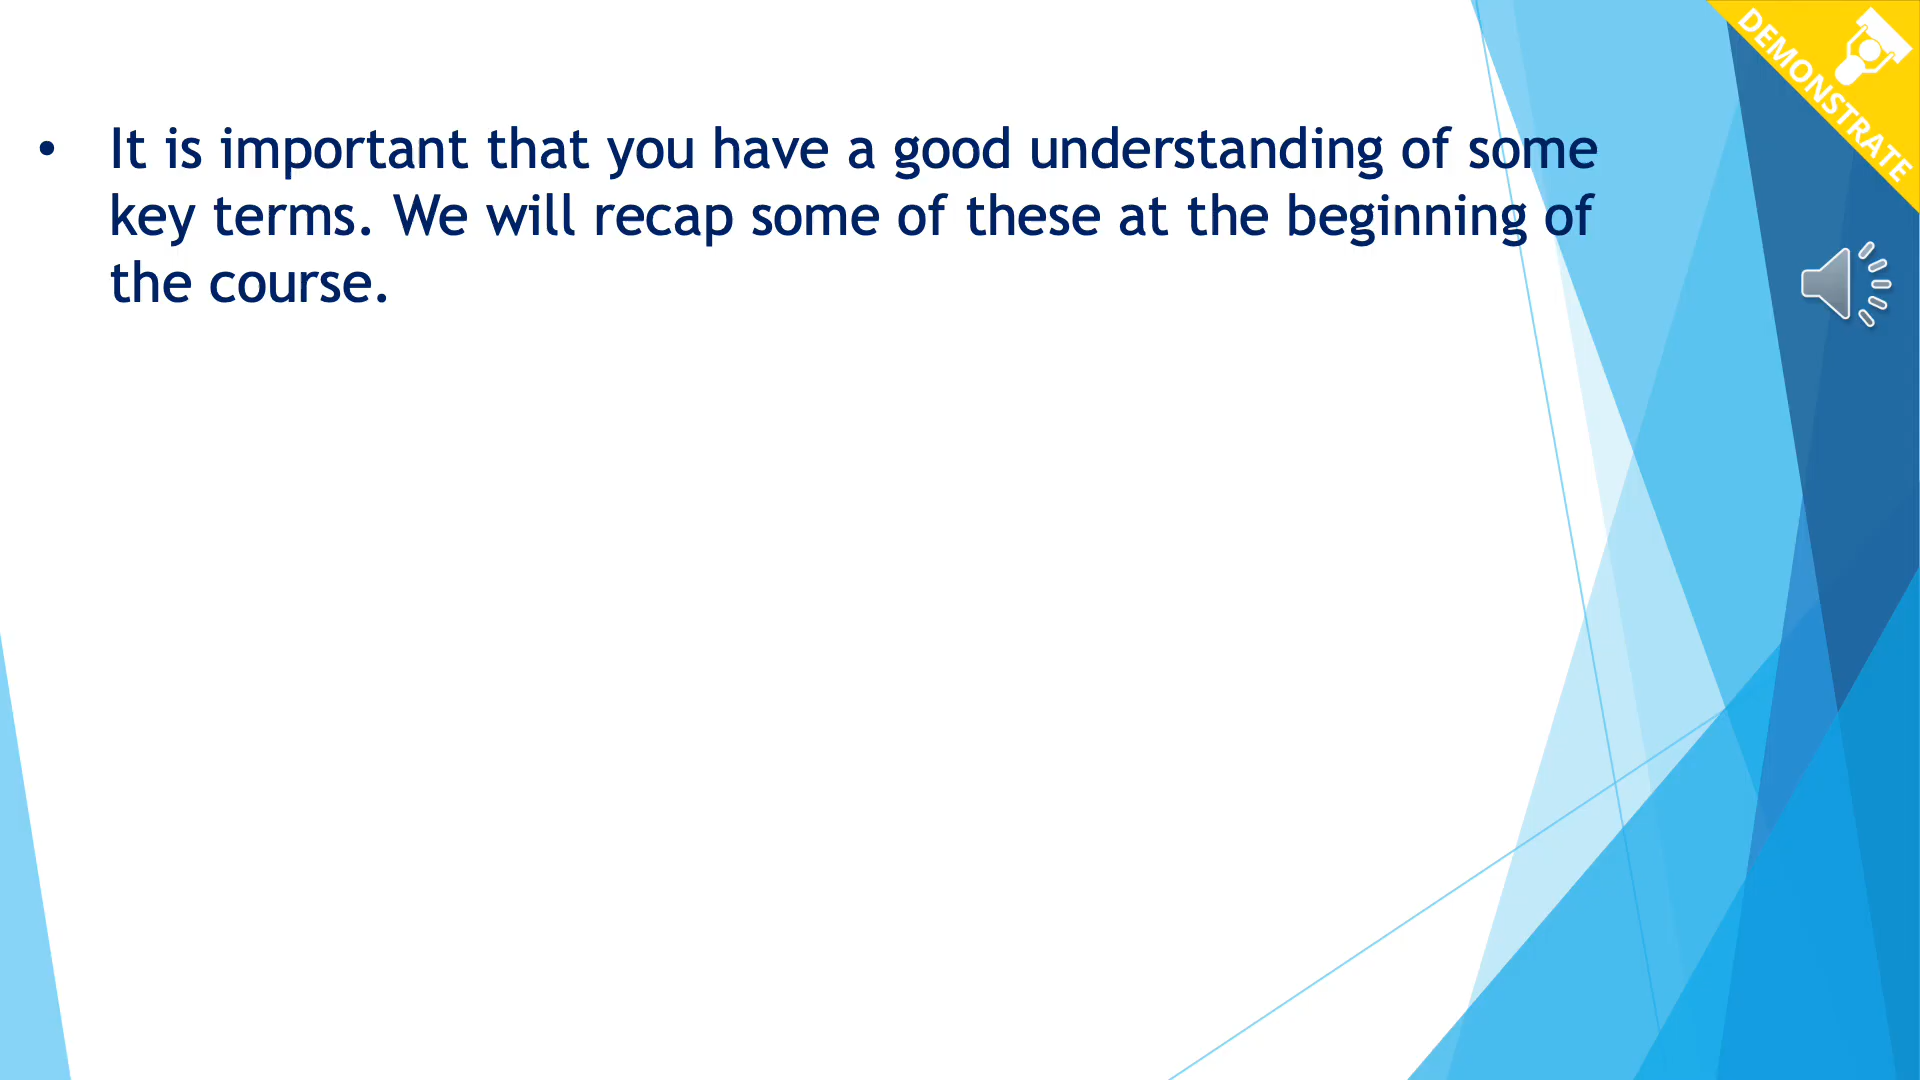 DEMONSTRATE
• It is important that you have a good understanding of some
key terms. We will recap some of these at the beginning of
the course.